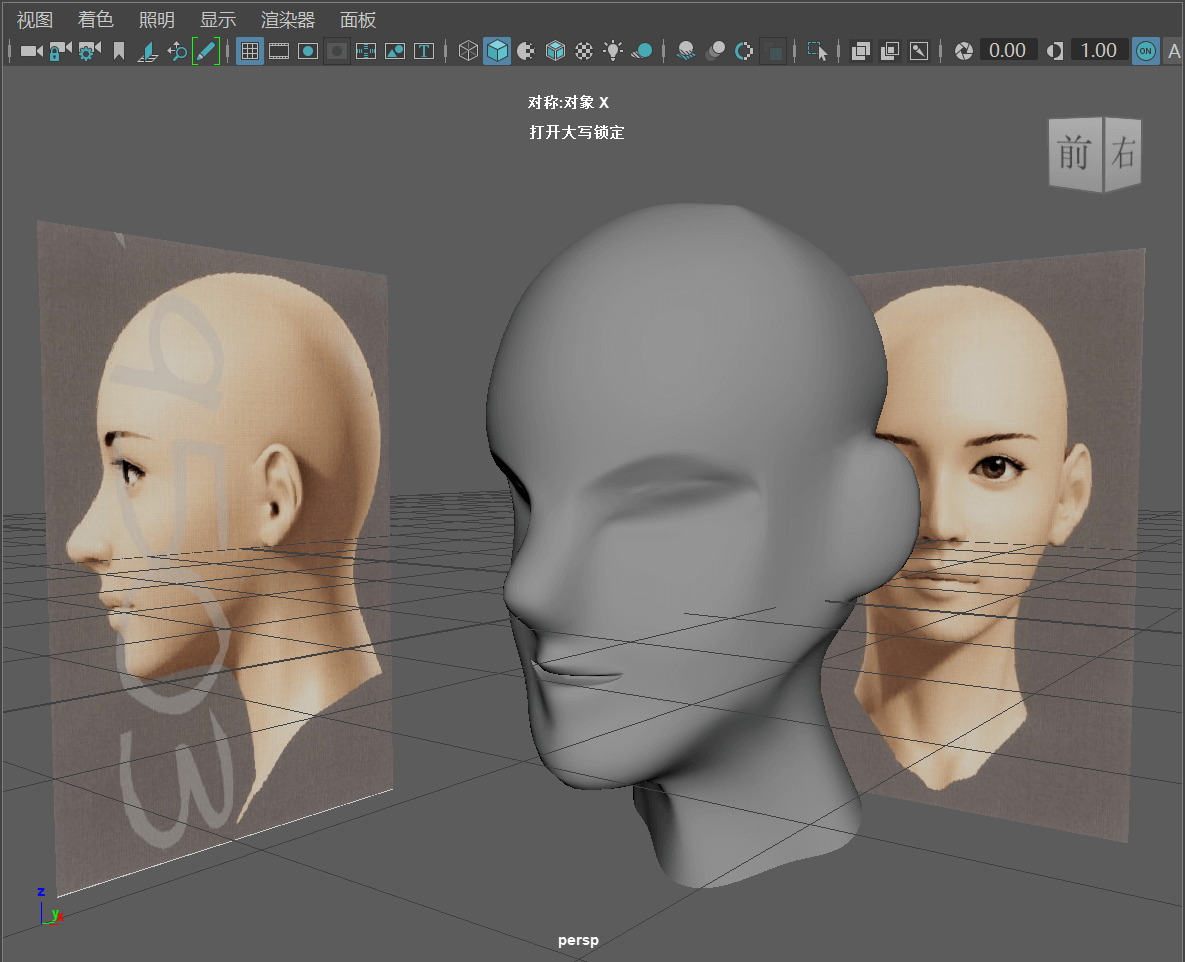 视图 着色 照明 显示 渲染器 面板
0.00 1.00 ON A
对称:对象 X
打开大写锁定
前 右
z
y
persp